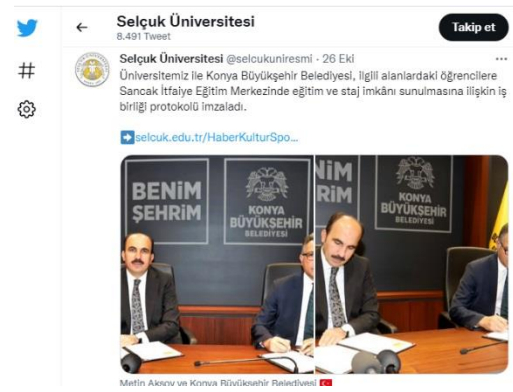 Selçuk Üniversitesi
8.491 Tweet
Takip et
Selçuk Üniversitesi @selcukuniresmi · 26 Eki
Üniversitemiz ile Konya Büyükşehir Belediyesi, ilgili alanlardaki öğrencilere
Sancak İtfaiye Eğitim Merkezinde eğitim ve staj imkânı sunulmasına ilişkin iş
birliği protokolü imzaladı.
selcuk.edu.tr/HaberKulturSpo...
BENİM
ŞEHRİM
KONYA
BÜYÜKŞEHİR
BELEDİYESİ
NİM
RİM
KONYA
BÜYÜKŞEHİR
BELEDİYESİ
Metin Aksoy ve Konya Büyükşehir Belediyesi